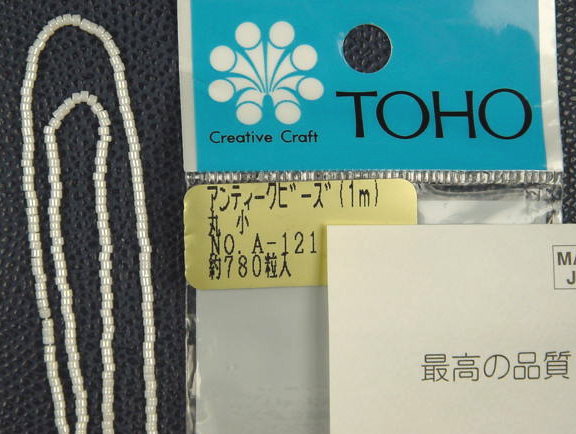 Creative Craft
TOHO
アンティークビーズ(1m)
丸 小
NO. A-121
約780粒入
MA
J
最高の品質